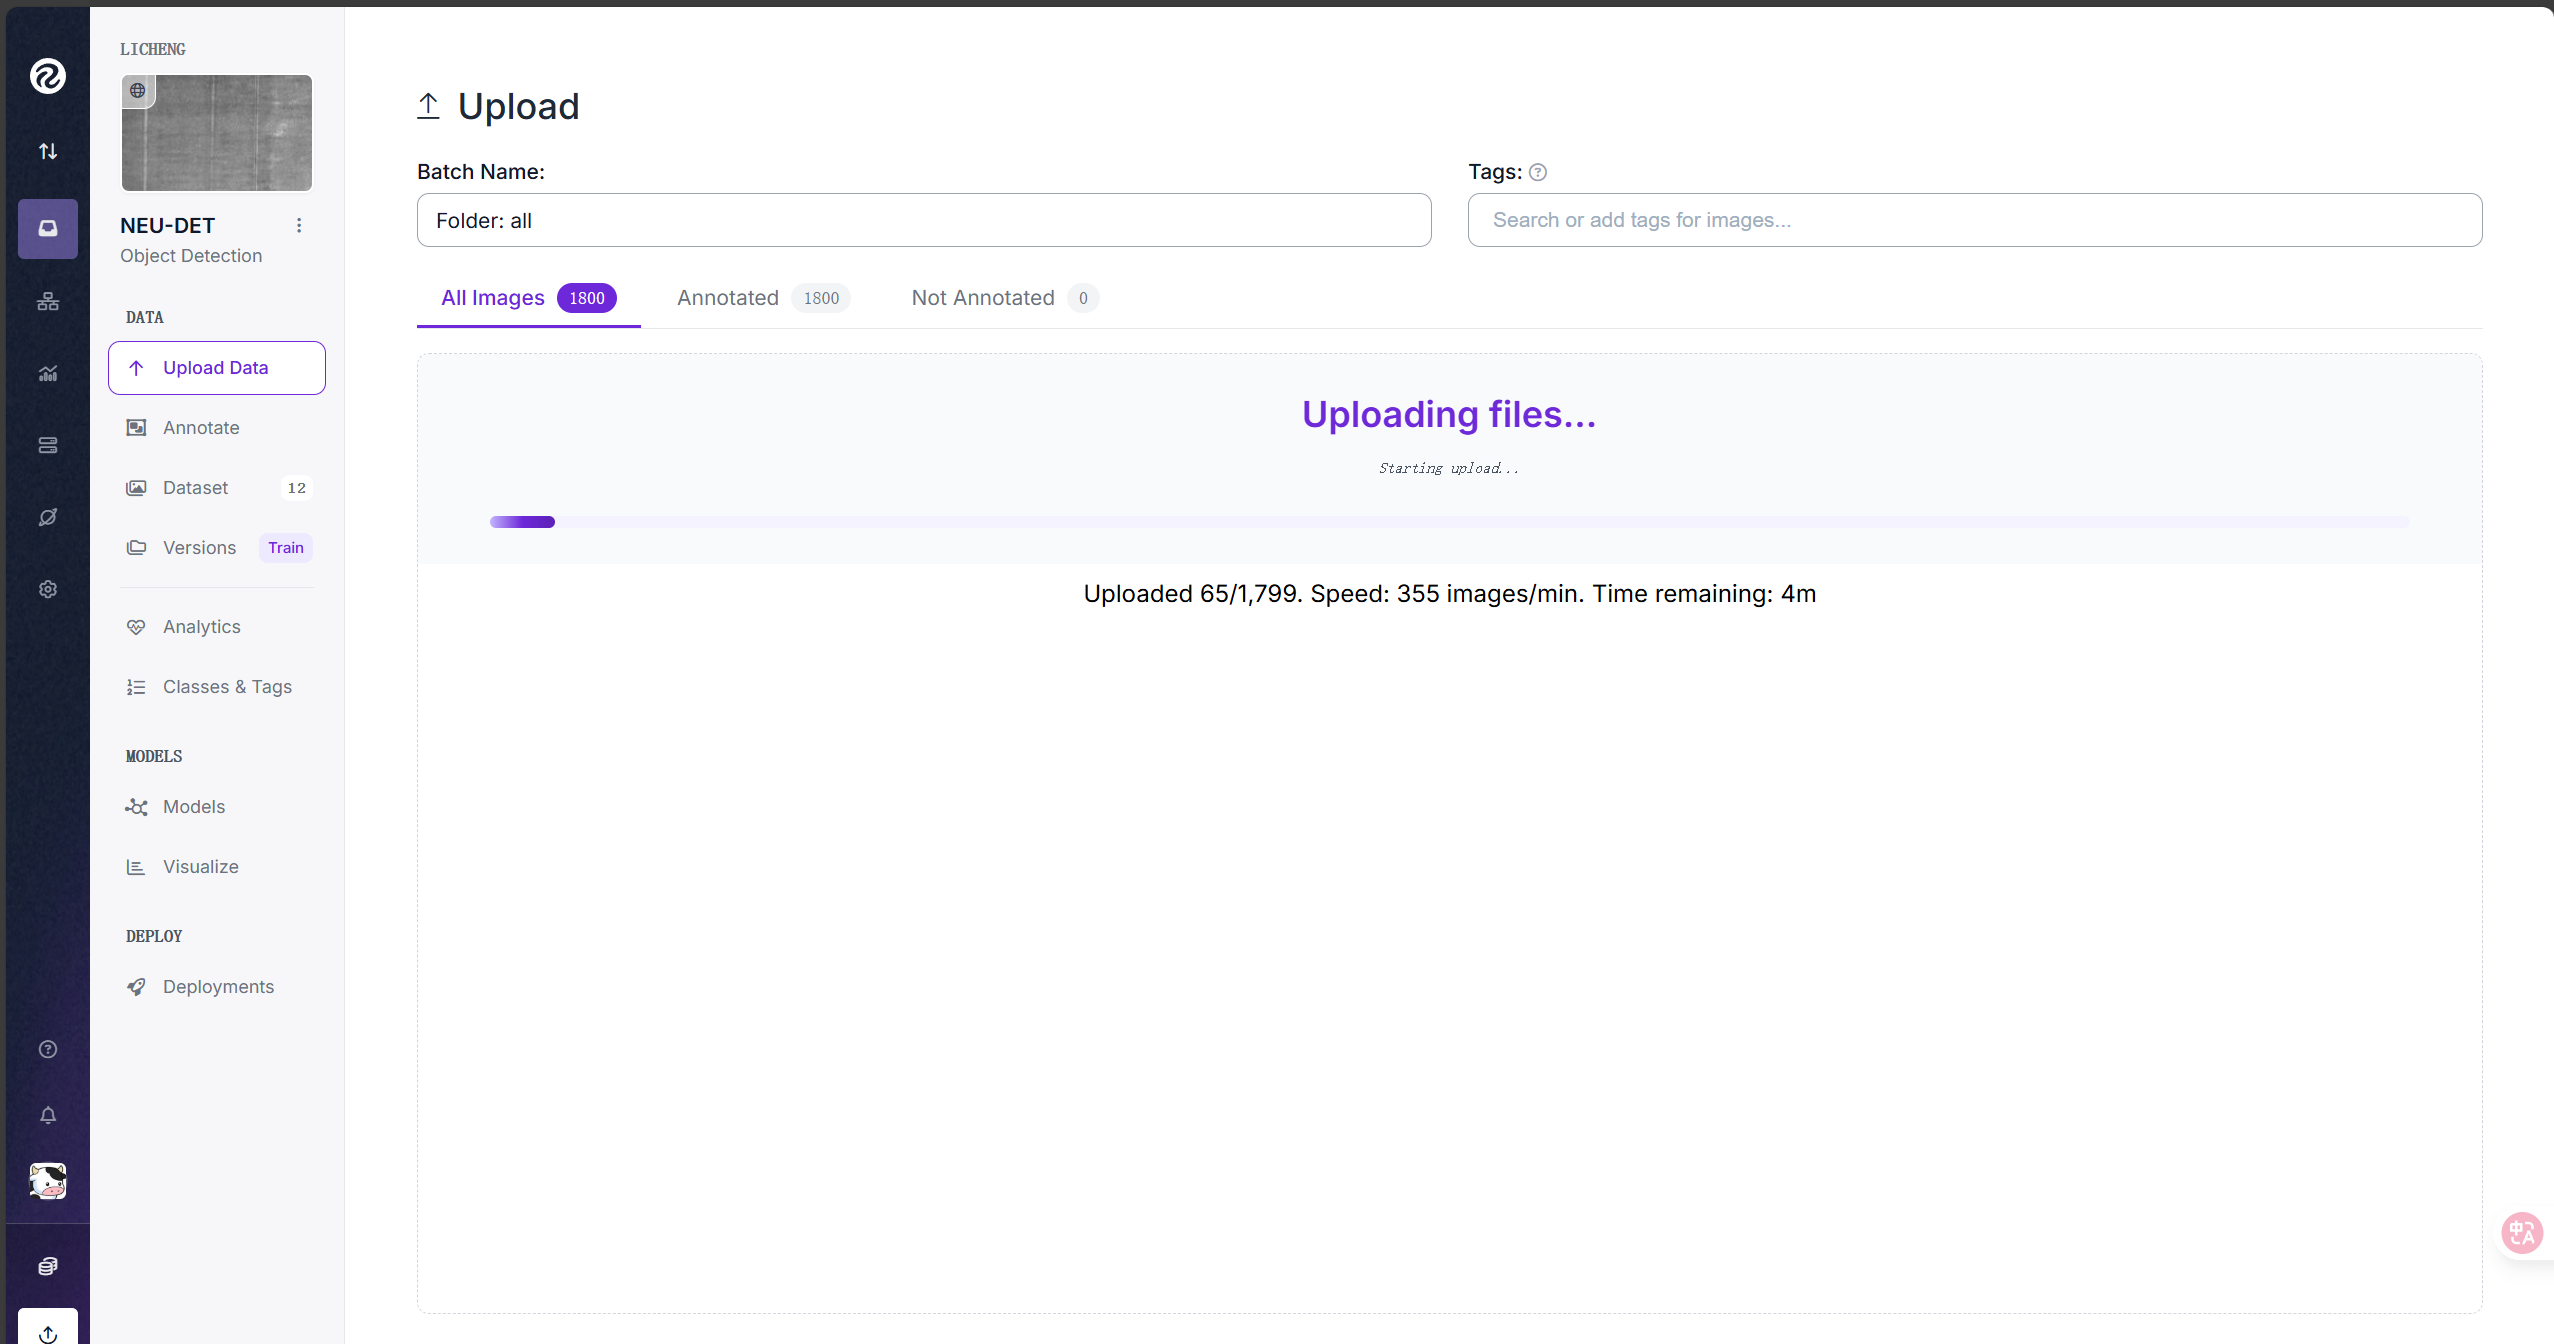 LICHENG
NEU-DET
Object Detection
DATA
Upload Data
Annotate
Dataset 12
Versions Train
Analytics
Classes & Tags
MODELS
Models
Visualize
DEPLOY
Deployments
Upload
Batch Name:
Folder: all
Tags:
Search or add tags for images...
All Images 1800 Annotated 1800 Not Annotated 0
Uploading files...
Starting upload...
Uploaded 65/1,799. Speed: 355 images/min. Time remaining: 4m
中A